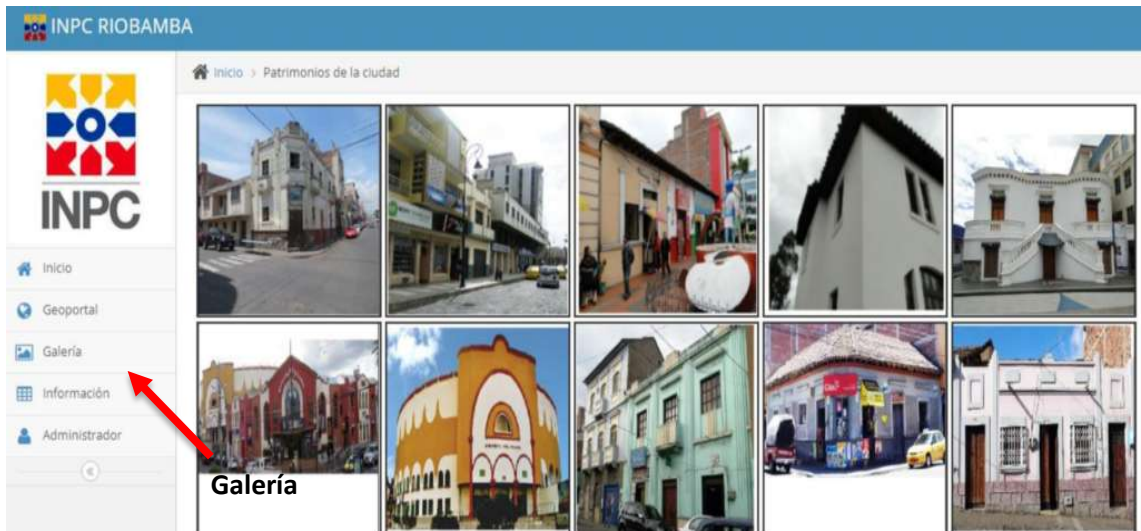 INPC RIOBAMBA
Inicio > Patrimonios de la ciudad
INPC
Inicio
Geoportal
Galería
Información
Administrador
Galería